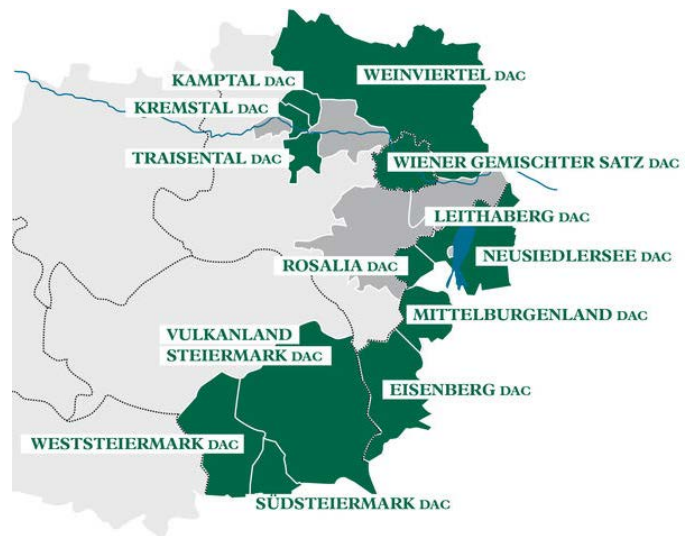 KAMPTAL DAC
WEINVIERTEL DAC
KREMSTAL DAC
TRAISENTAL DAC
WIENER GEMISCHTER SATZ DAC
LEITHABERG DAC
NEUSIEDLERSEE DAC
ROSALIA DAC
MITTELBURGENLAND DAC
VULKANLAND
STEIERMARK DAC
EISENBERG DAC
WESTSTEIERMARK DAC
SÜDSTEIERMARK DAC